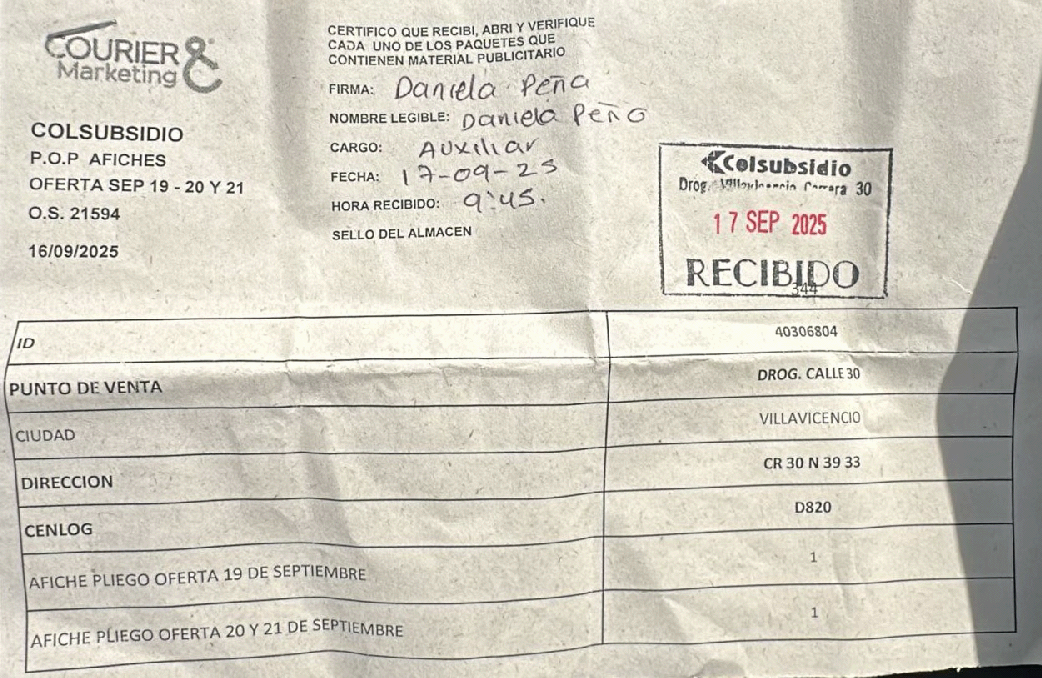 COURIER &
Marketing
COLSUBSIDIO
P.O.P AFICHES
OFERTA SEP 19 - 20 Y 21
O.S. 21594
16/09/2025
CERTIFICO QUE RECIBI, ABRI Y VERIFIQUE
CADA UNO DE LOS PAQUETES QUE
CONTIENEN MATERIAL PUBLICITARIO
FIRMA: Daniela Peña
NOMBRE LEGIBLE: Daniela Peña
CARGO: Auxiliar
FECHA: 17-09-25
HORA RECIBIDO: 9:45.
SELLO DEL ALMACEN
Colsubsidio
Drog. Villavicencio Carrera 30
17 SEP 2025
RECIBIDO
344
ID 40306804
PUNTO DE VENTA DROG. CALLE 30
CIUDAD VILLAVICENCIO
DIRECCION CR 30 N 39 33
CENLOG D820
AFICHE PLIEGO OFERTA 19 DE SEPTIEMBRE 1
AFICHE PLIEGO OFERTA 20 Y 21 DE SEPTIEMBRE 1